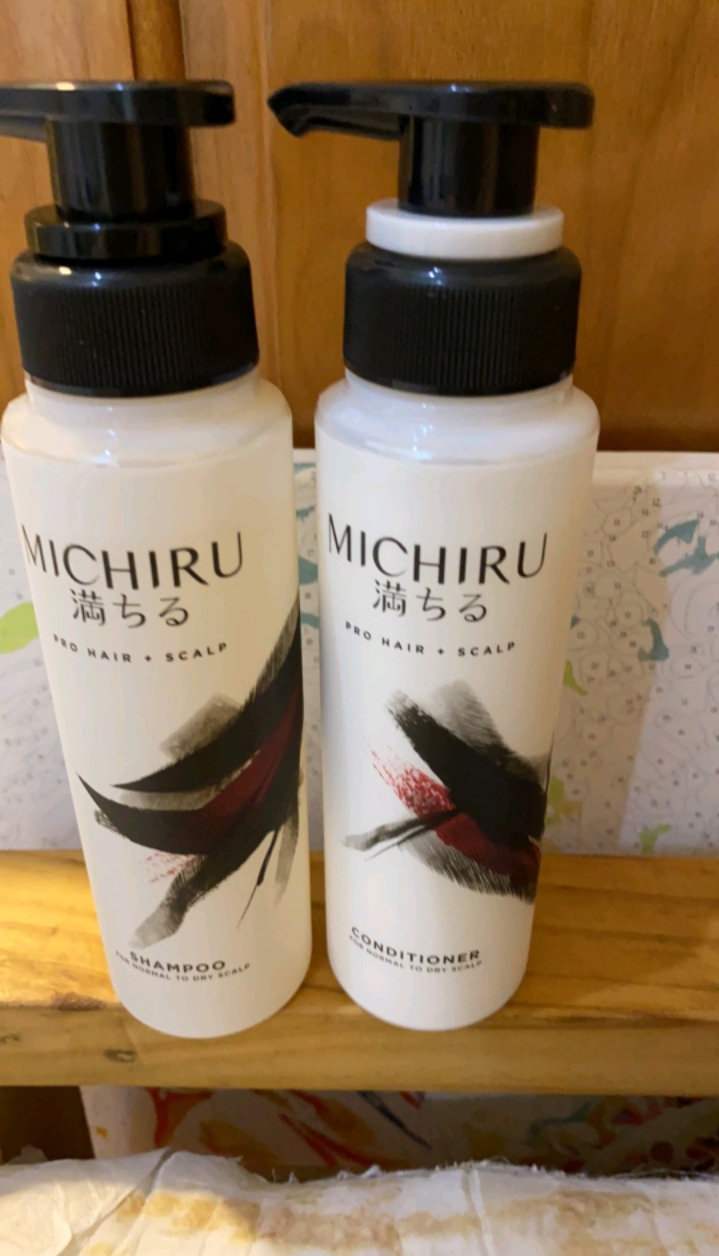 MICHIRU
満ちる
PRO HAIR + SCALP
SHAMPOO
FOR NORMAL TO DRY SCALP
MICHIRU
満ちる
PRO HAIR + SCALP
CONDITIONER
FOR NORMAL TO DRY SCALP